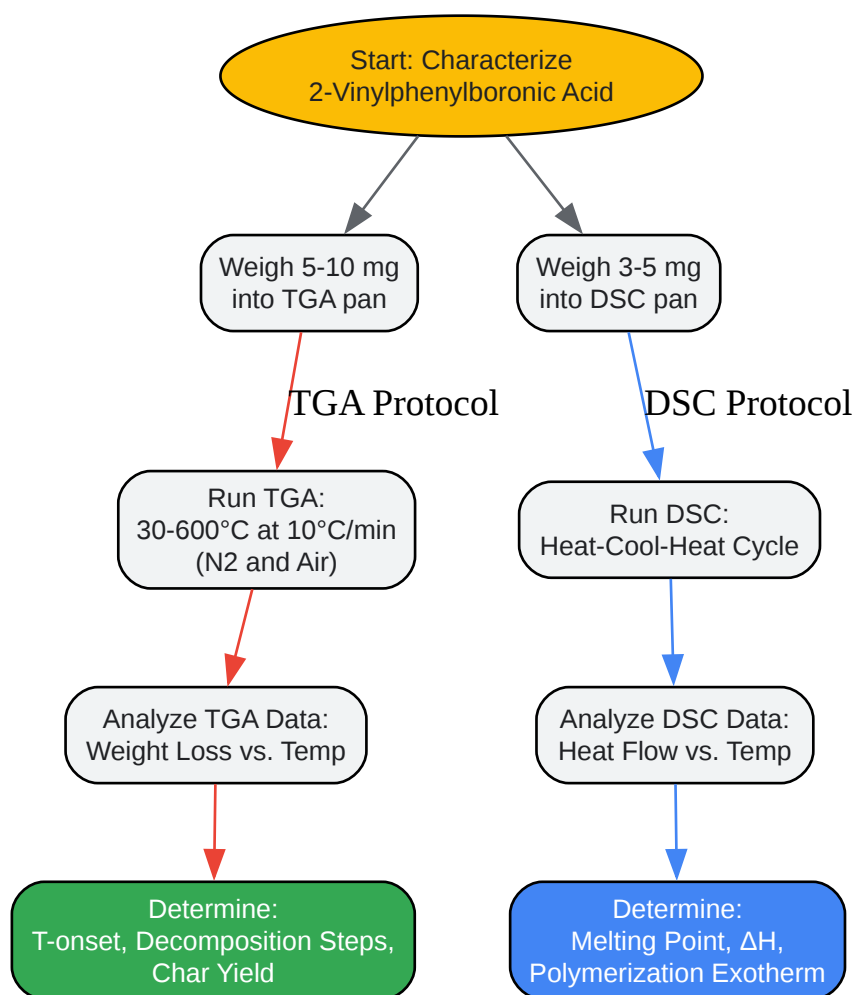 Start: Characterize
2-Vinylphenylboronic Acid
Weigh 5-10 mg
into TGA pan
Weigh 3-5 mg
into DSC pan
TGA Protocol
DSC Protocol
Run TGA:
30-600°C at 10°C/min
(N2 and Air)
Run DSC:
Heat-Cool-Heat Cycle
Analyze TGA Data:
Weight Loss vs. Temp
Analyze DSC Data:
Heat Flow vs. Temp
Determine:
T-onset, Decomposition Steps,
Char Yield
Determine:
Melting Point, ΔH,
Polymerization Exotherm